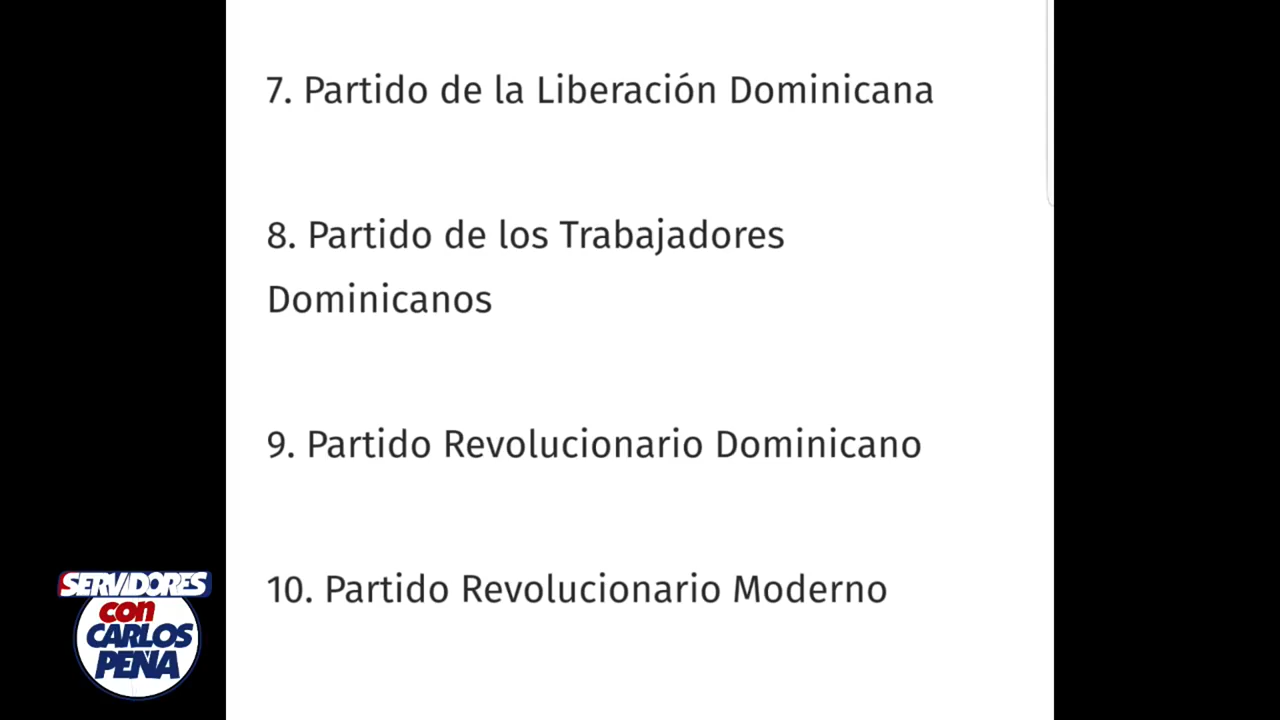 7. Partido de la Liberación Dominicana
8. Partido de los Trabajadores
Dominicanos
9. Partido Revolucionario Dominicano
10. Partido Revolucionario Moderno
SERVIDORES
con
CARLOS
PEÑA